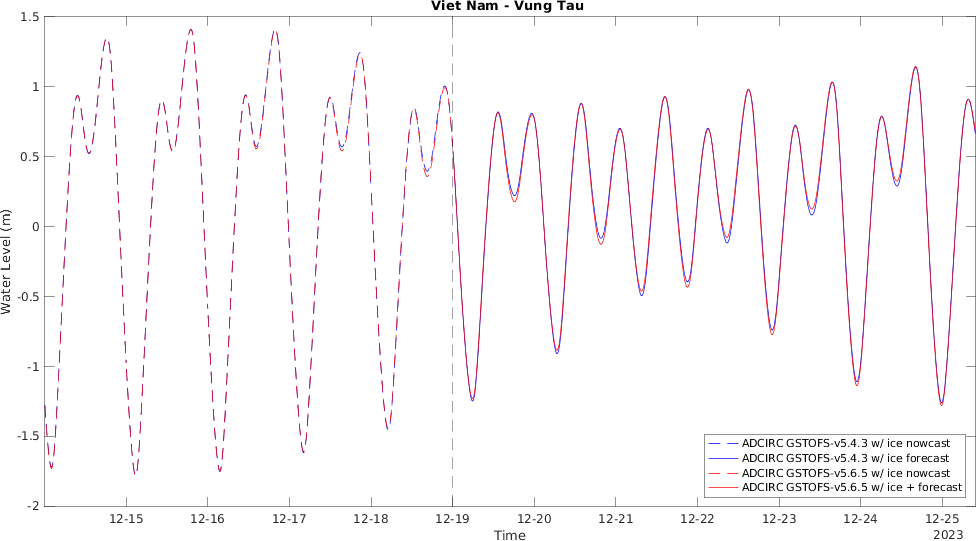 Viet Nam - Vung Tau
1.5
1
0.5
0
-0.5
-1
-1.5
-2
Water Level (m)
12-15 12-16 12-17 12-18 12-19 12-20 12-21 12-22 12-23 12-24 12-25
Time
2023
ADCIRC GSTOFS-v5.4.3 w/ ice nowcast
ADCIRC GSTOFS-v5.4.3 w/ ice forecast
ADCIRC GSTOFS-v5.6.5 w/ ice nowcast
ADCIRC GSTOFS-v5.6.5 w/ ice + forecast